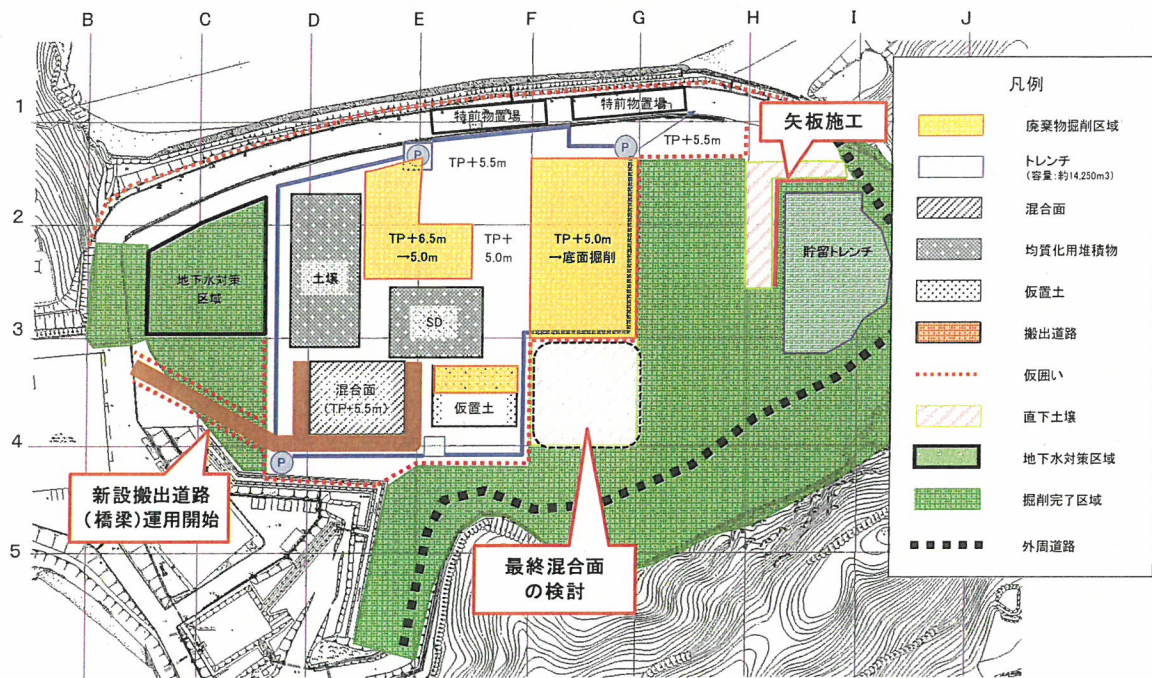 B C D E F G H I J
1
2
3
4
5
特前物置場
特前物置場
P
P
P
TP+5.5m
TP+5.5m
矢板施工
TP+6.5m
→5.0m
TP+
5.0m
TP+5.0m
→底面掘削
地下水対策
区域
土壌
SD
貯留トレンチ
混合面
(TP+5.5m)
仮置土
新設搬出道路
(橋梁)運用開始
最終混合面
の検討
凡例
廃棄物掘削区域
トレンチ
(容量:約14,250m3)
混合面
均質化用堆積物
仮置土
搬出道路
仮囲い
直下土壌
地下水対策区域
掘削完了区域
外周道路